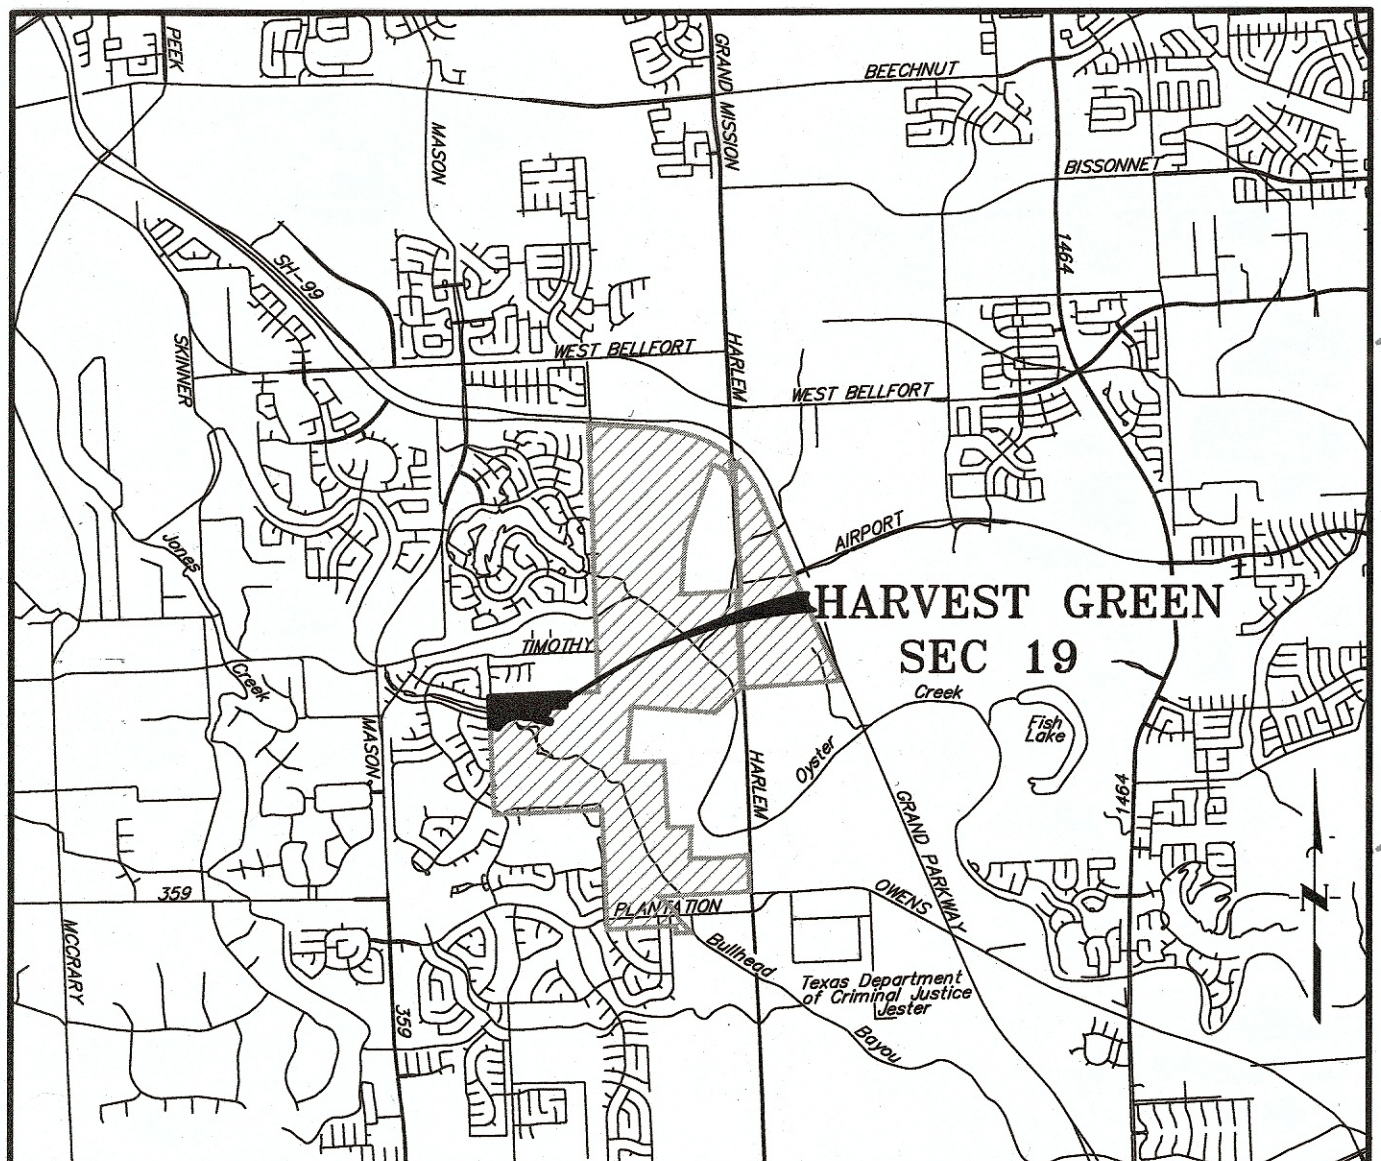 PEEK
GRAND MISSION
BEECHNUT
MASON
BISSONNET
1464
SH-99
SKINNER
WEST BELLFORT
HARLEM
WEST BELLFORT
AIRPORT
Jones
Creek
HARVEST GREEN
SEC 19
TIMOTHY
Creek
Fish
Lake
MASON
HARLEM
Oyster
1464
GRAND PARKWAY
359
PLANTATION
OWENS
MCCRARY
Bullhead
Texas Department
of Criminal Justice
Jester
359
Bayou
N